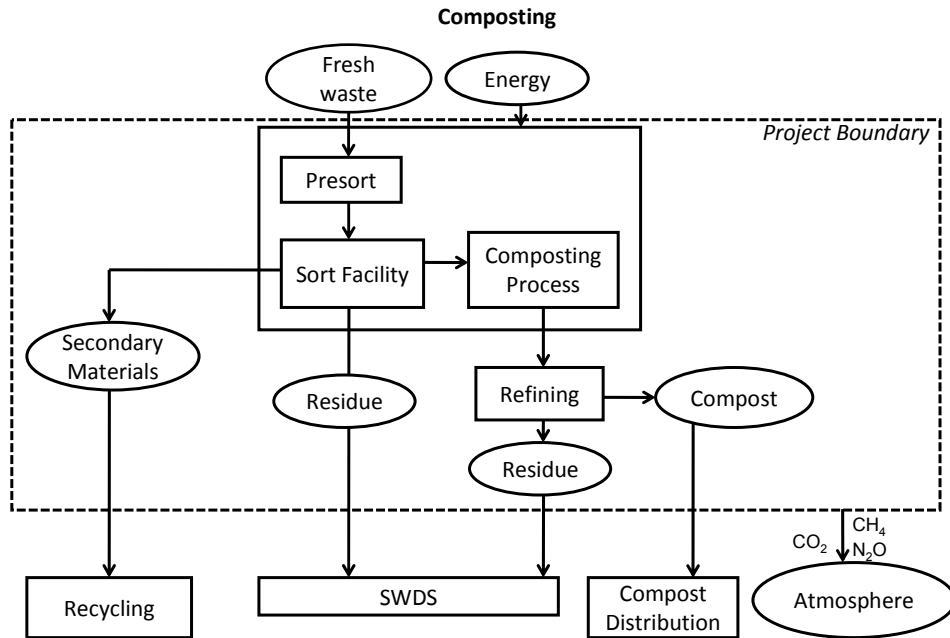 Composting
Fresh
waste
Energy
Project Boundary
Presort
Sort Facility
Composting
Process
Secondary
Materials
Residue
Refining
Compost
Residue
CO₂
CH₄
N₂O
Recycling
SWDS
Compost
Distribution
Atmosphere